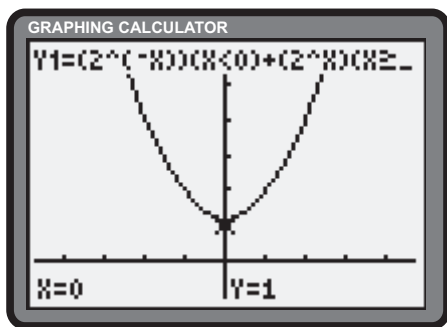 GRAPHING CALCULATOR
Y1=(2^(-X))(X<0)+(2^X)(X≥_
X=0 Y=1